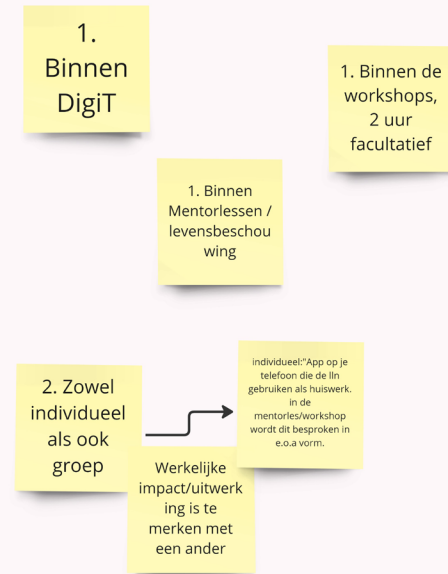 1.
Binnen
DigiT
1. Binnen de
workshops,
2 uur
facultatief
1. Binnen
Mentorlessen /
levensbeschou
wing
2. Zowel
individueel
als ook
groep
individueel:"App op je
telefoon die de lln
gebruiken als huiswerk.
in de
mentorles/workshop
wordt dit besproken in
e.o.a vorm.
Werkelijke
impact/uitwerk
ing is te
merken met
een ander